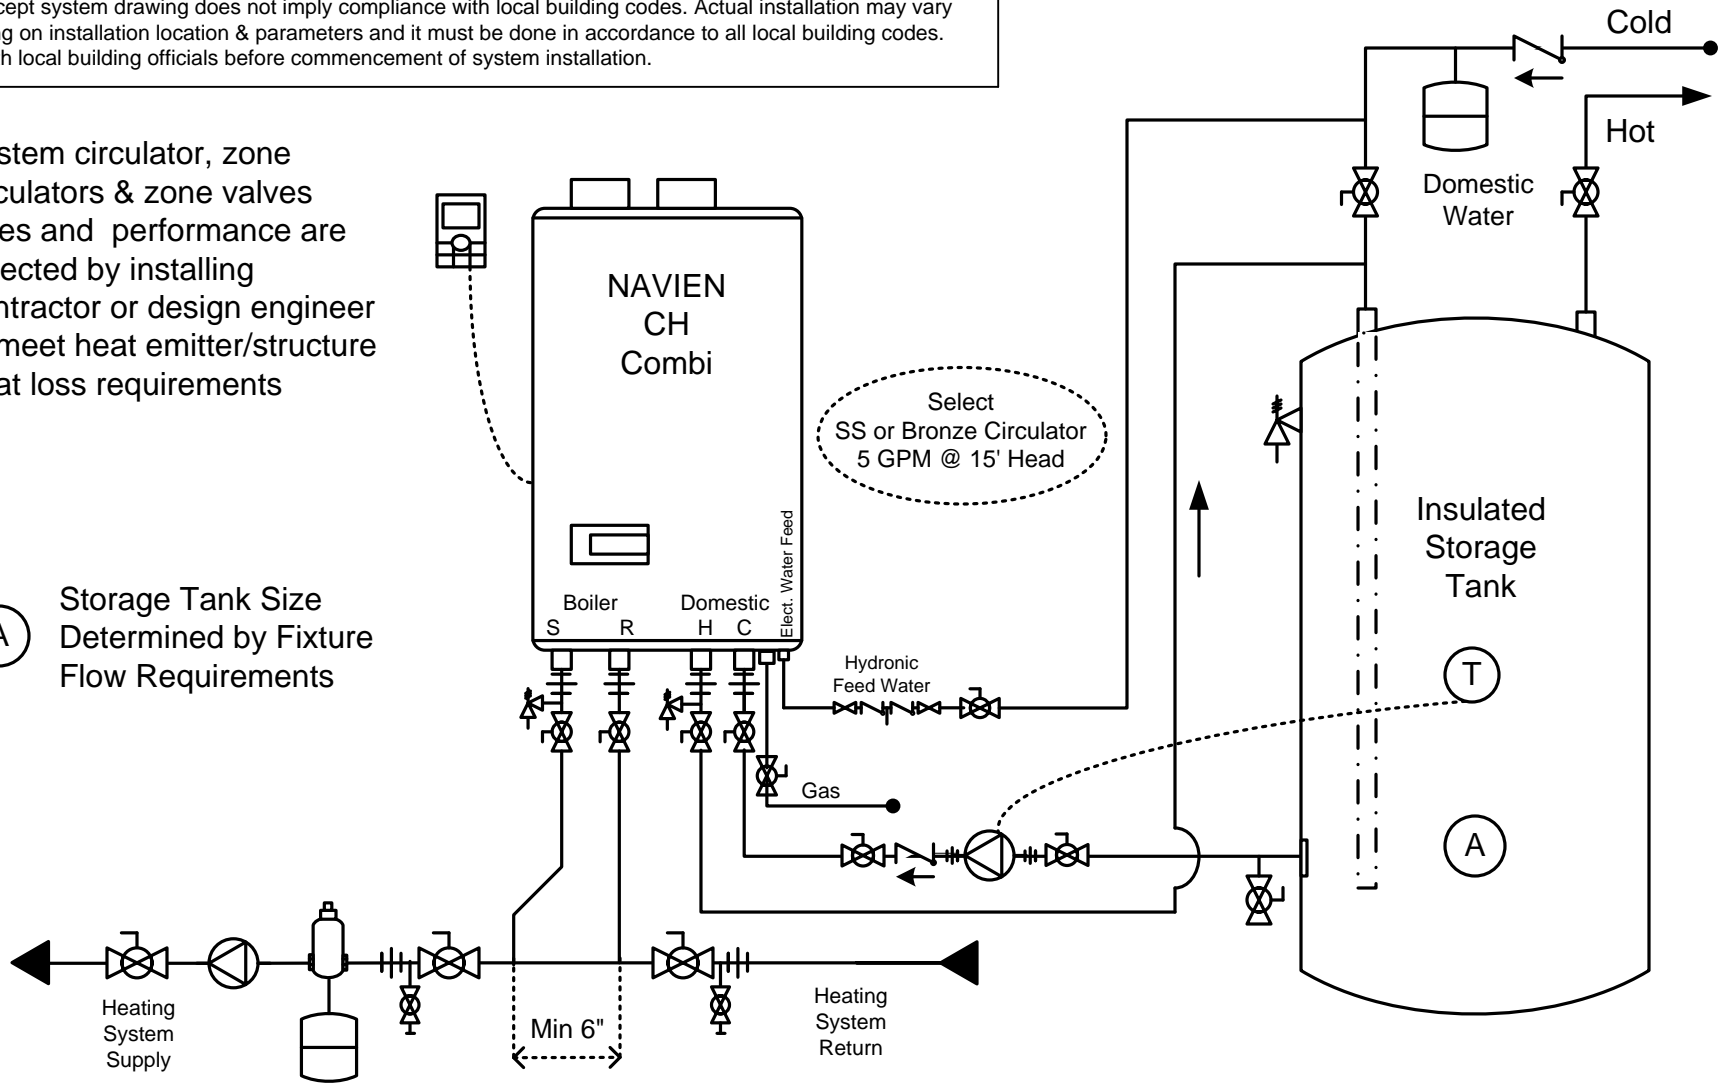 cept system drawing does not imply compliance with local building codes. Actual installation may vary
ng on installation location & parameters and it must be done in accordance to all local building codes.
h local building officials before commencement of system installation.
stem circulator, zone
culators & zone valves
es and performance are
ected by installing
ntractor or design engineer
meet heat emitter/structure
at loss requirements
A
Storage Tank Size
Determined by Fixture
Flow Requirements
NAVIEN
CH
Combi
Boiler
Domestic
S
R
H
C
Elect. Water Feed
Select
SS or Bronze Circulator
5 GPM @ 15' Head
Hydronic
Feed Water
Gas
Cold
Hot
Domestic
Water
Insulated
Storage
Tank
T
A
Heating
System
Supply
Min 6"
Heating
System
Return